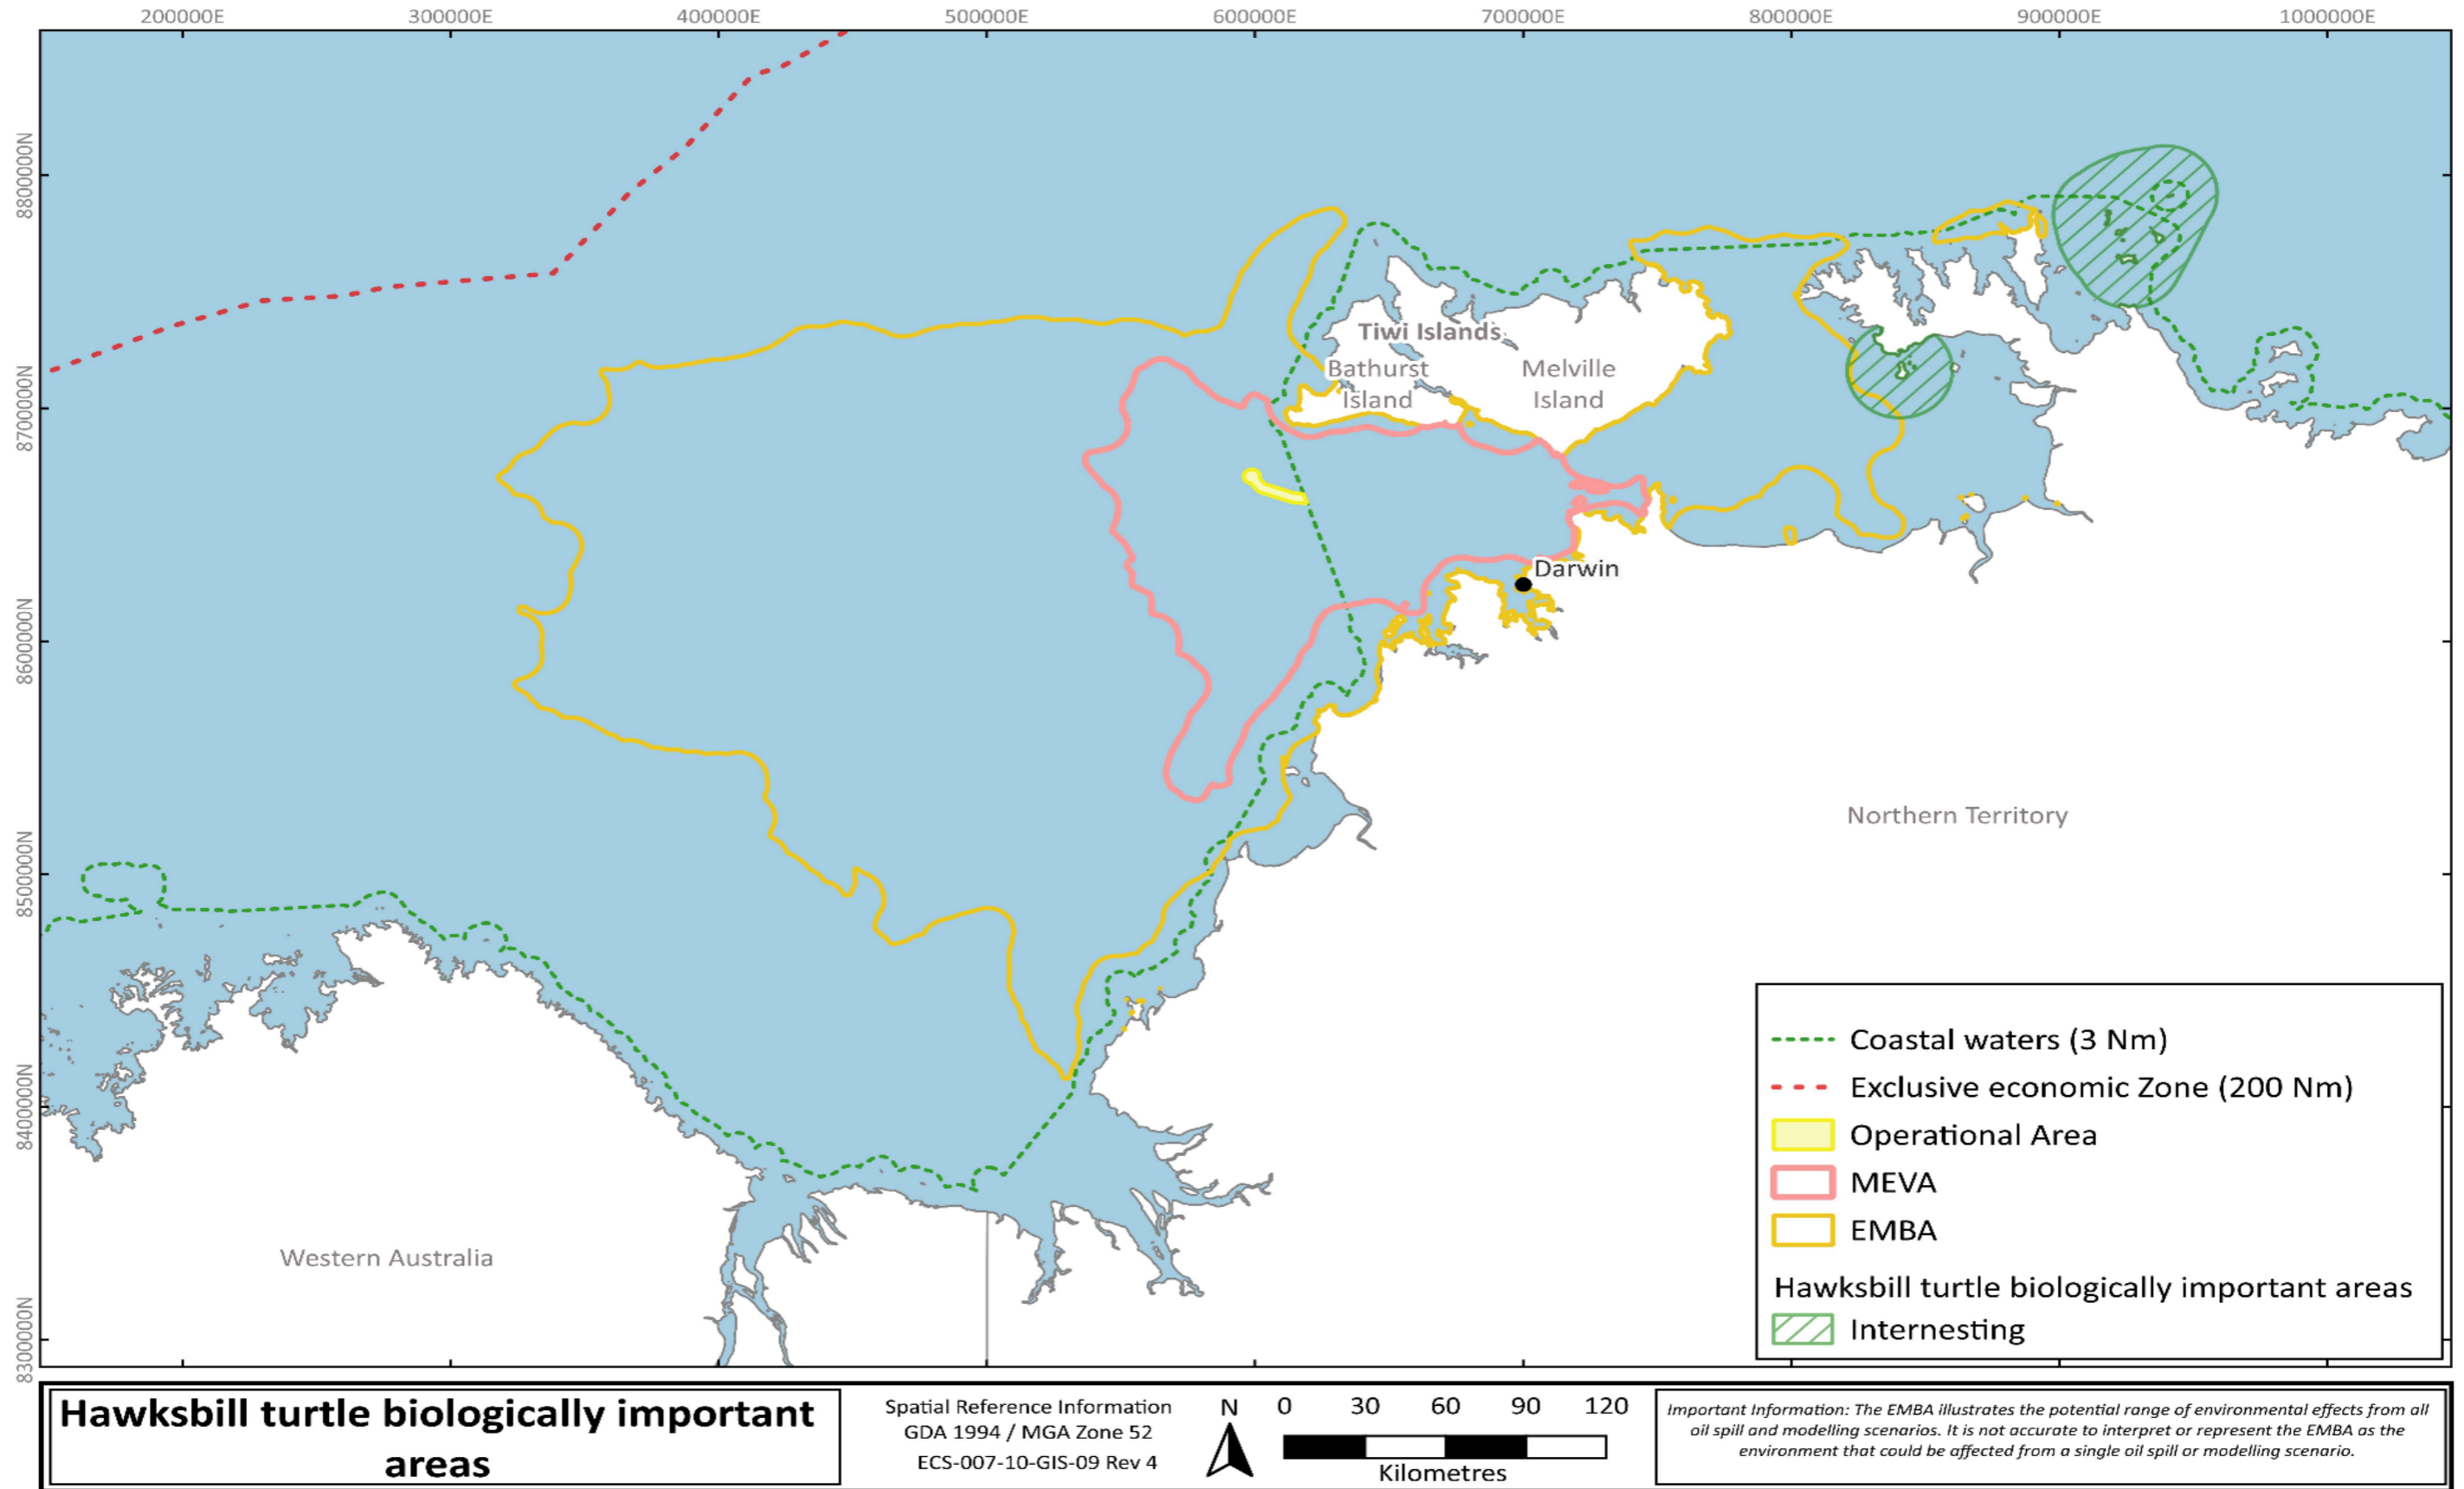 200000E 300000E 400000E 500000E 600000E 700000E 800000E 900000E 1000000E
8800000N
8700000N
8600000N
8500000N
8400000N
8300000N
Tiwi Islands
Bathurst
Island
Melville
Island
Darwin
Northern Territory
Western Australia
Coastal waters (3 Nm)
Exclusive economic Zone (200 Nm)
Operational Area
MEVA
EMBA
Hawksbill turtle biologically important areas
Internesting
Hawksbill turtle biologically important
areas
Spatial Reference Information
GDA 1994 / MGA Zone 52
ECS-007-10-GIS-09 Rev 4
N
0 30 60 90 120
Kilometres
Important Information: The EMBA illustrates the potential range of environmental effects from all
oil spill and modelling scenarios. It is not accurate to interpret or represent the EMBA as the
environment that could be affected from a single oil spill or modelling scenario.